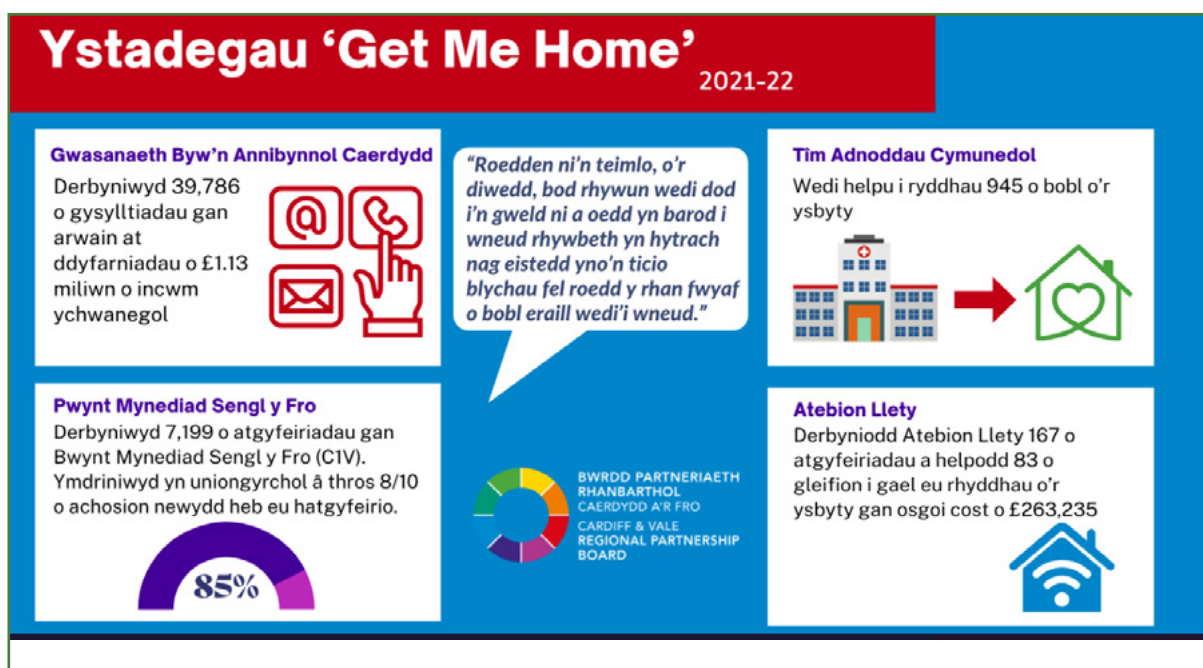 Ystadegau ‘Get Me Home’
2021-22
Gwasanaeth Byw’n Annibynnol Caerdydd
Derbyniwyd 39,786
o gysylltiadau gan
arwain at
ddyfarniadau o £1.13
miliwn o incwm
ychwanegol
@
“Roedden ni’n teimlo, o’r
diwedd, bod rhywun wedi dod
i’n gweld ni a oedd yn barod i
wneud rhywbeth yn hytrach
nag eistedd yno’n ticio
blychau fel roedd y rhan fwyaf
o bobl eraill wedi’i wneud.”
Tîm Adnoddau Cymunedol
Wedi helpu i ryddhau 945 o bobl o’r
ysbyty
Pwynt Mynediad Sengl y Fro
Derbyniwyd 7,199 o atgyfeiriadau gan
Bwynt Mynediad Sengl y Fro (C1V).
Ymdriniwyd yn uniongyrchol â thros 8/10
o achosion newydd heb eu hatgyfeirio.
85%
BWRDD PARTNERIAETH
RHANBARTHOL
CAERDYDD A’R FRO
CARDIFF & VALE
REGIONAL PARTNERSHIP
BOARD
Atebion Llety
Derbyniodd Atebion Llety 167 o
atgyfeiriadau a helpodd 83 o
gleifion i gael eu rhyddhau o’r
ysbyty gan osgoi cost o £263,235